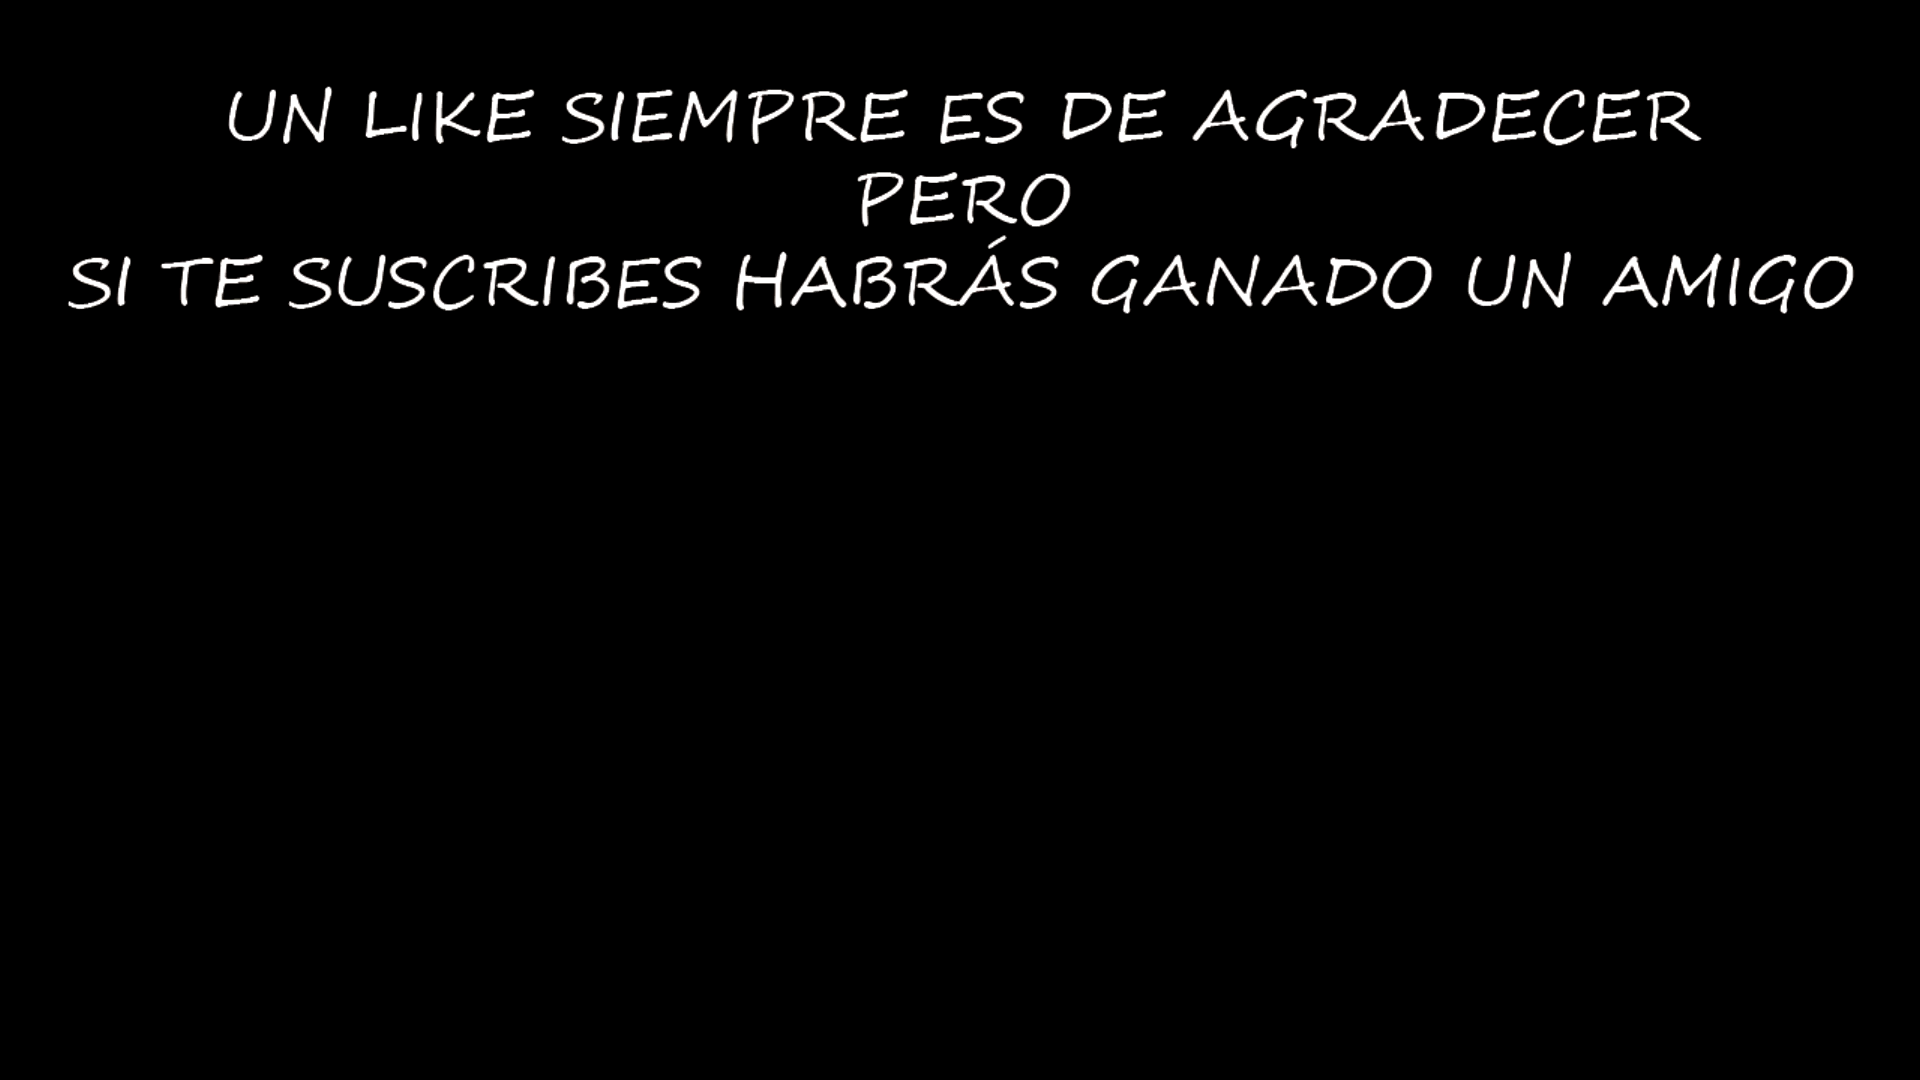 UN LIKE SIEMPRE ES DE AGRADECER
PERO
SI TE SUSCRIBES HABRÁS GANADO UN AMIGO